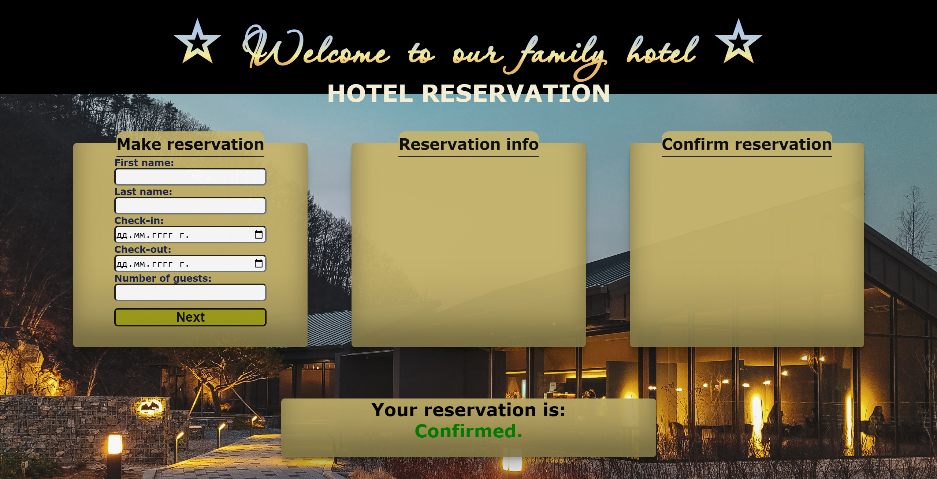 Welcome to our family hotel
HOTEL RESERVATION
Make reservation
First name:
Last name:
Check-in:
дд.мм.гггг г.
Check-out:
дд.мм.гггг г.
Number of guests:
Next
Reservation info
Confirm reservation
Your reservation is:
Confirmed.